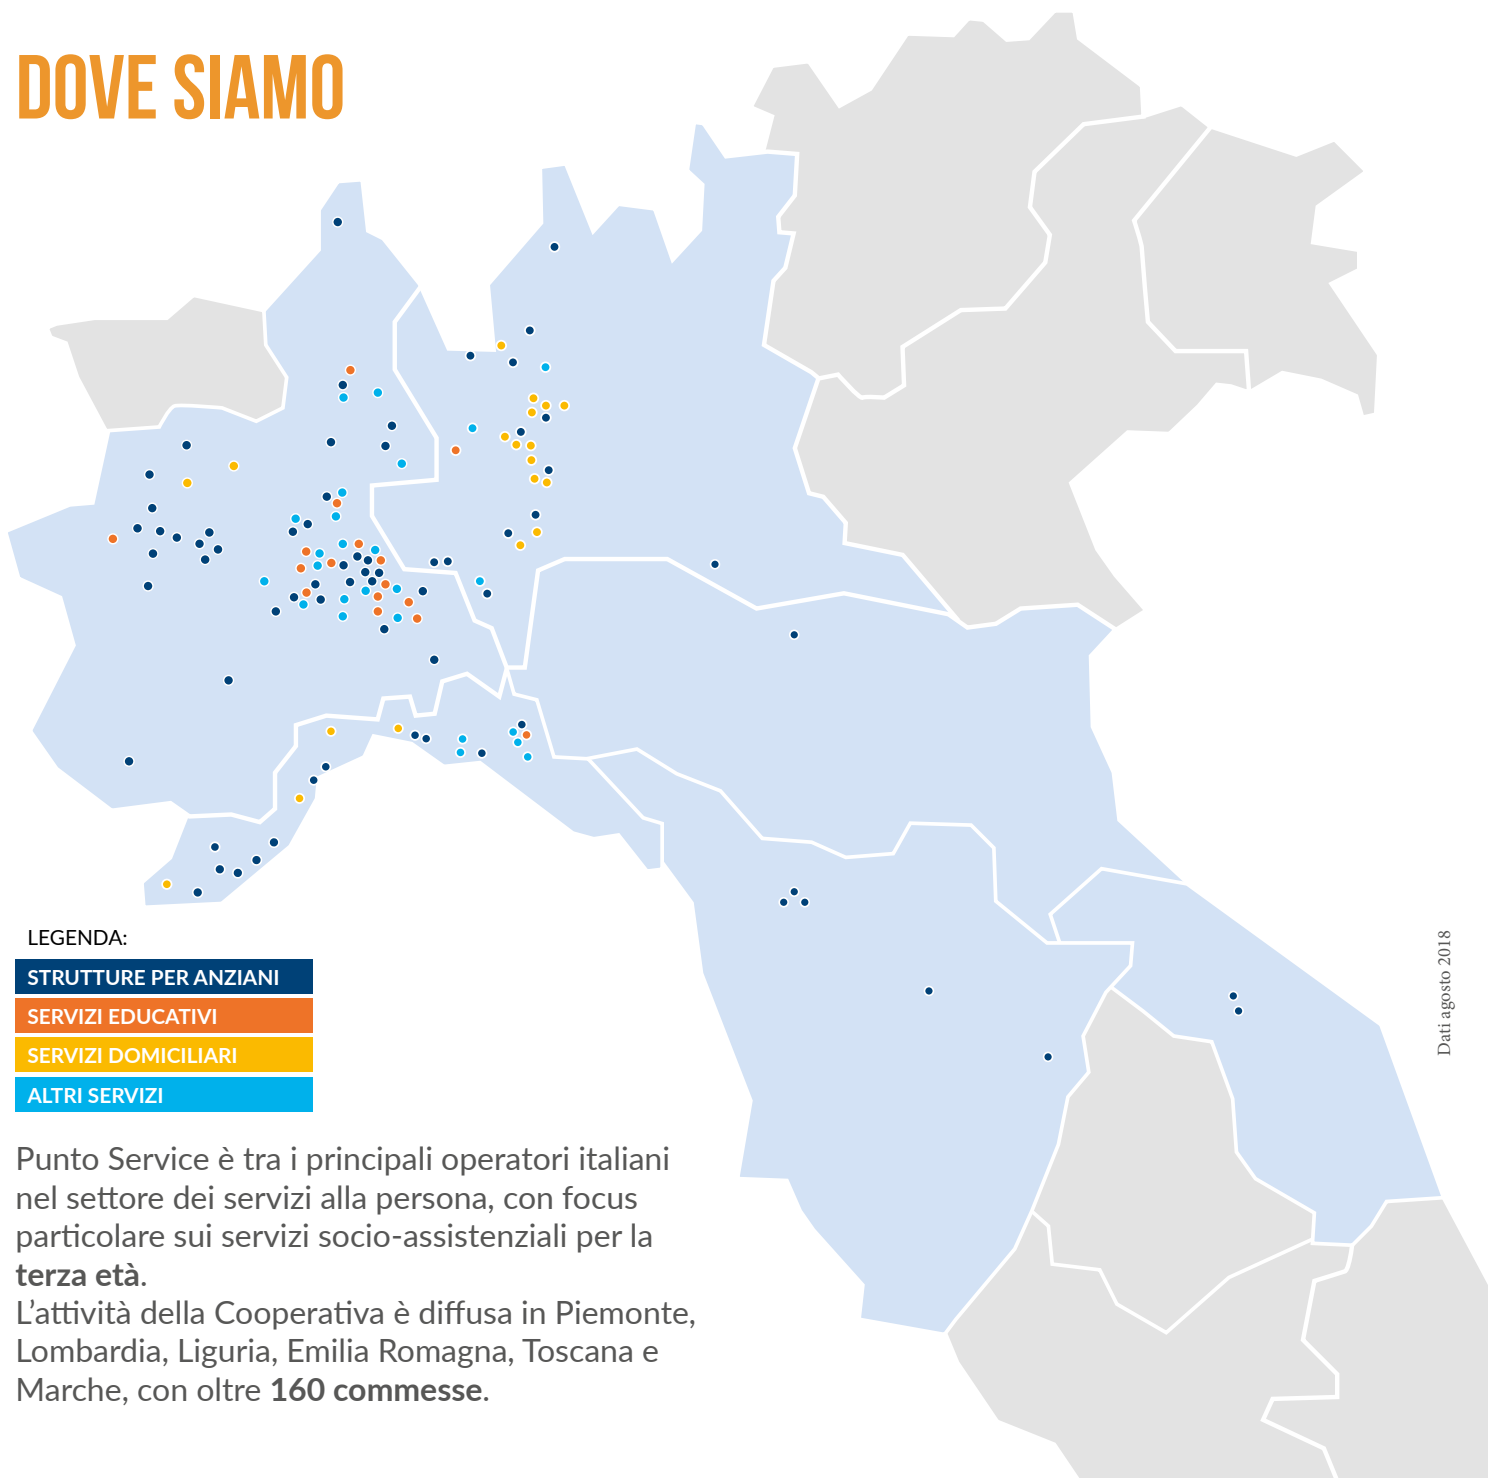 DOVE SIAMO
LEGENDA:
STRUTTURE PER ANZIANI
SERVIZI EDUCATIVI
SERVIZI DOMICILIARI
ALTRI SERVIZI
Dati agosto 2018
Punto Service è tra i principali operatori italiani
nel settore dei servizi alla persona, con focus
particolare sui servizi socio-assistenziali per la
terza età.
L’attività della Cooperativa è diffusa in Piemonte,
Lombardia, Liguria, Emilia Romagna, Toscana e
Marche, con oltre 160 commesse.